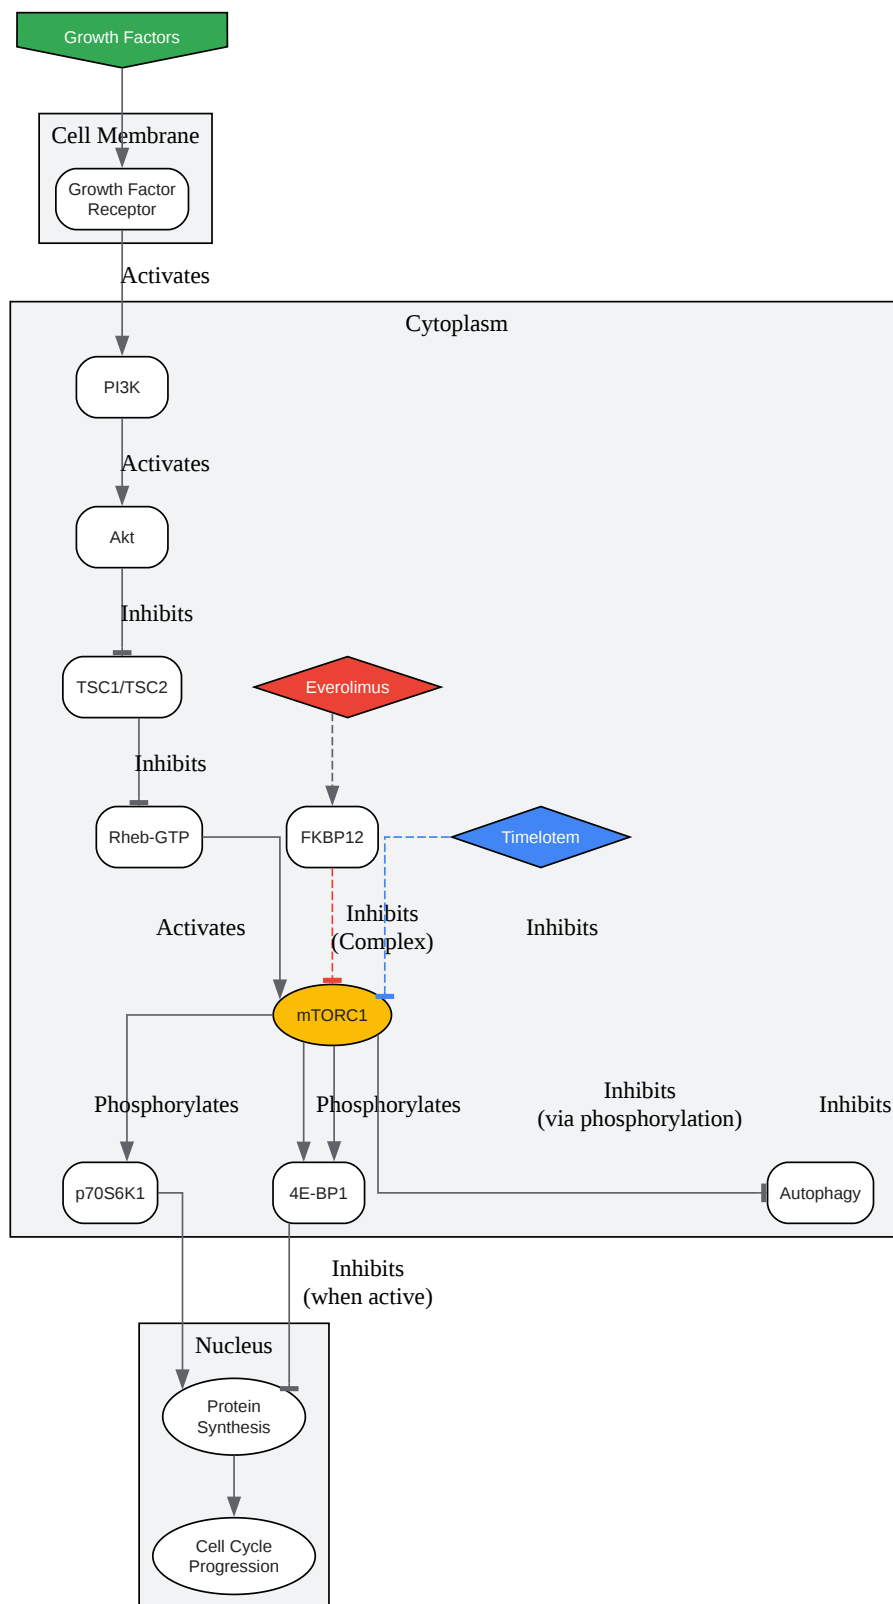 Growth Factors
Cell Membrane
Growth Factor
Receptor
Activates
Cytoplasm
PI3K
Activates
Akt
Inhibits
TSC1/TSC2
Everolimus
Inhibits
Rheb-GTP
FKBP12
Timelotem
Activates
Inhibits
(Complex)
Inhibits
mTORC1
Phosphorylates
Phosphorylates
Inhibits
(via phosphorylation)
Inhibits
p70S6K1
4E-BP1
Autophagy
Inhibits
(when active)
Nucleus
Protein
Synthesis
Cell Cycle
Progression